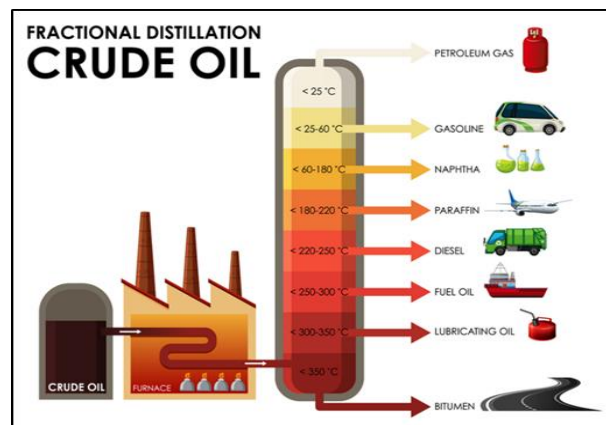 FRACTIONAL DISTILLATION
CRUDE OIL
PETROLEUM GAS
< 25 °C
< 25-60 °C
GASOLINE
< 60-180 °C
NAPHTHA
< 180-220 °C
PARAFFIN
< 220-250 °C
DIESEL
< 250-300 °C
FUEL OIL
< 300-350 °C
LUBRICATING OIL
< 350 °C
CRUDE OIL
FURNACE
BITUMEN